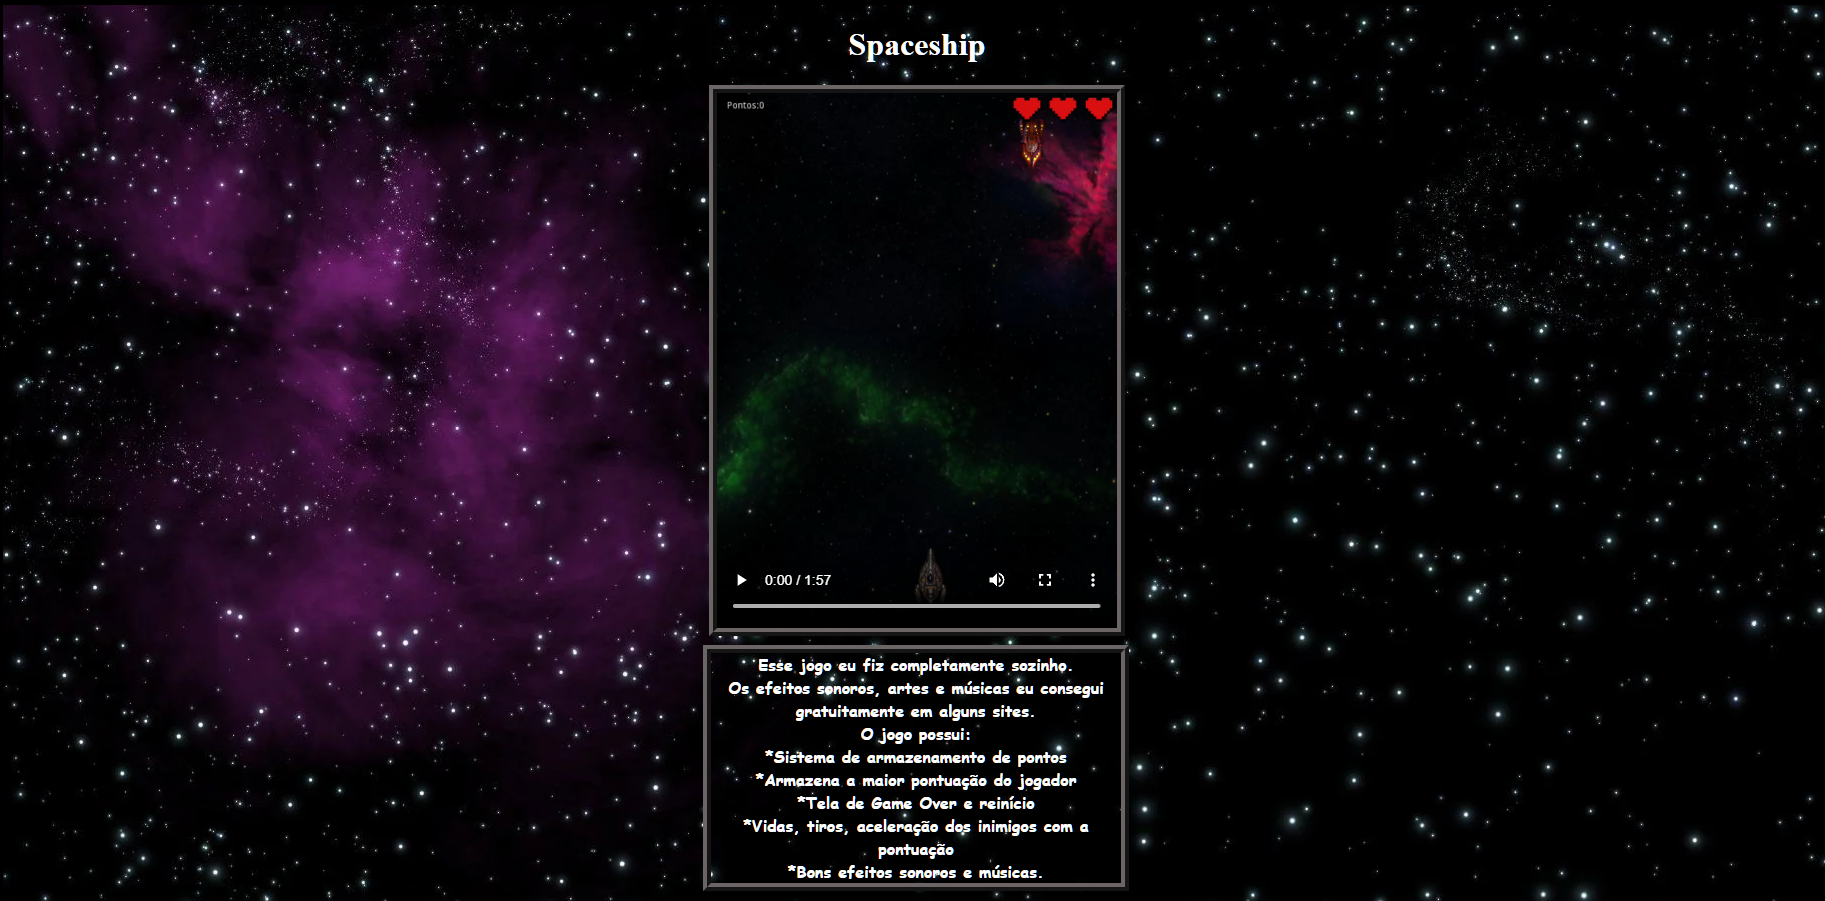 Spaceship
Pontos:0
0:00 / 1:57
Esse jogo eu fiz completamente sozinho.
Os efeitos sonoros, artes e músicas eu consegui
gratuitamente em alguns sites.
O jogo possui:
*Sistema de armazenamento de pontos
*Armazena a maior pontuação do jogador
*Tela de Game Over e reinício
*Vidas, tiros, aceleração dos inimigos com a
pontuação
*Bons efeitos sonoros e músicas.